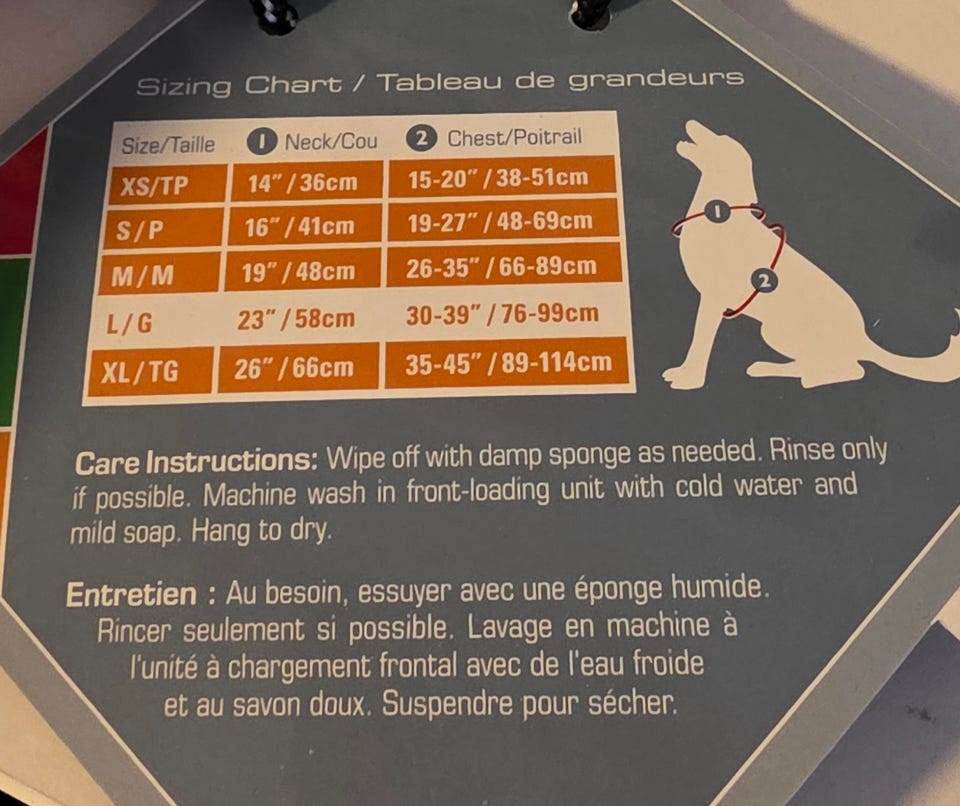 Sizing Chart / Tableau de grandeurs
Size/Taille 1 Neck/Cou 2 Chest/Poitrail
XS/TP 14″/36cm 15-20″/38-51cm
S/P 16″/41cm 19-27″/48-69cm
M/M 19″/48cm 26-35″/66-89cm
L/G 23″/58cm 30-39″/76-99cm
XL/TG 26″/66cm 35-45″/89-114cm
1
2
Care Instructions: Wipe off with damp sponge as needed. Rinse only
if possible. Machine wash in front-loading unit with cold water and
mild soap. Hang to dry.
Entretien : Au besoin, essuyer avec une éponge humide.
Rincer seulement si possible. Lavage en machine à
l'unité à chargement frontal avec de l'eau froide
et au savon doux. Suspendre pour sécher.